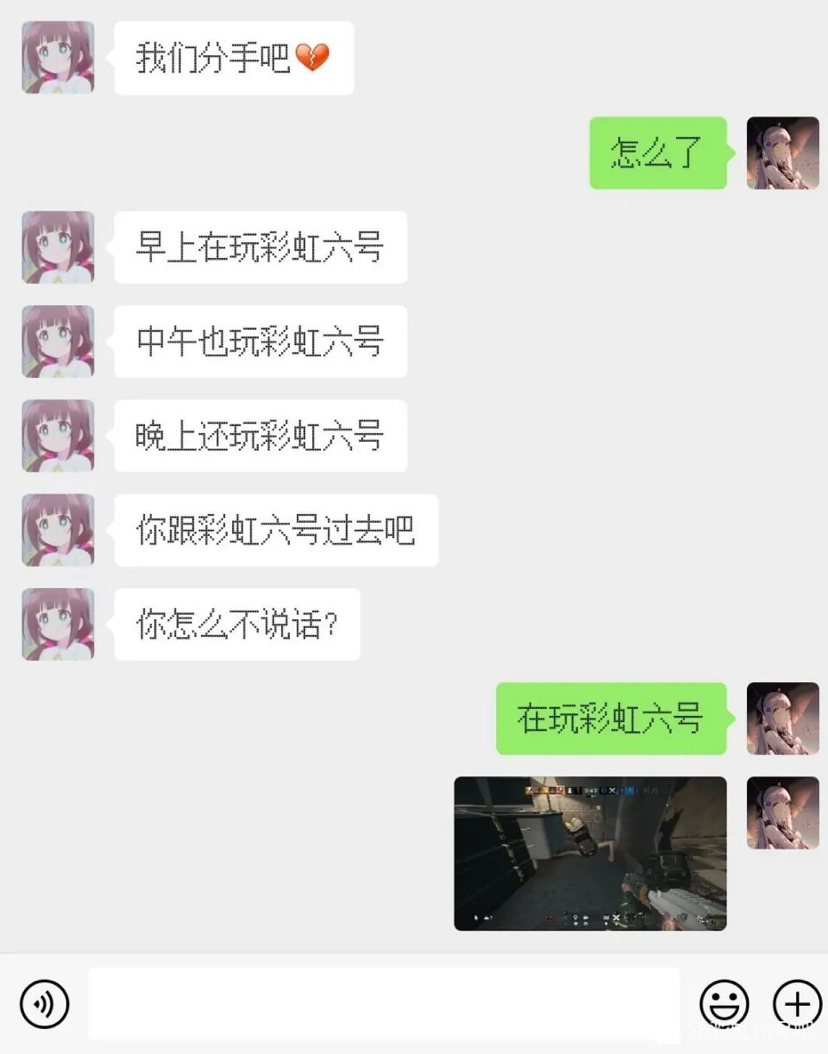 我们分手吧💔
怎么了
早上在玩彩虹六号
中午也玩彩虹六号
晚上还玩彩虹六号
你跟彩虹六号过去吧
你怎么不说话?
在玩彩虹六号